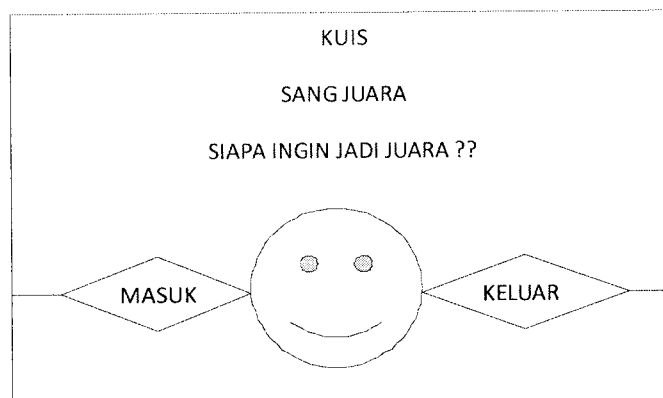 KUIS
SANG JUARA
SIAPA INGIN JADI JUARA ??
MASUK
KELUAR